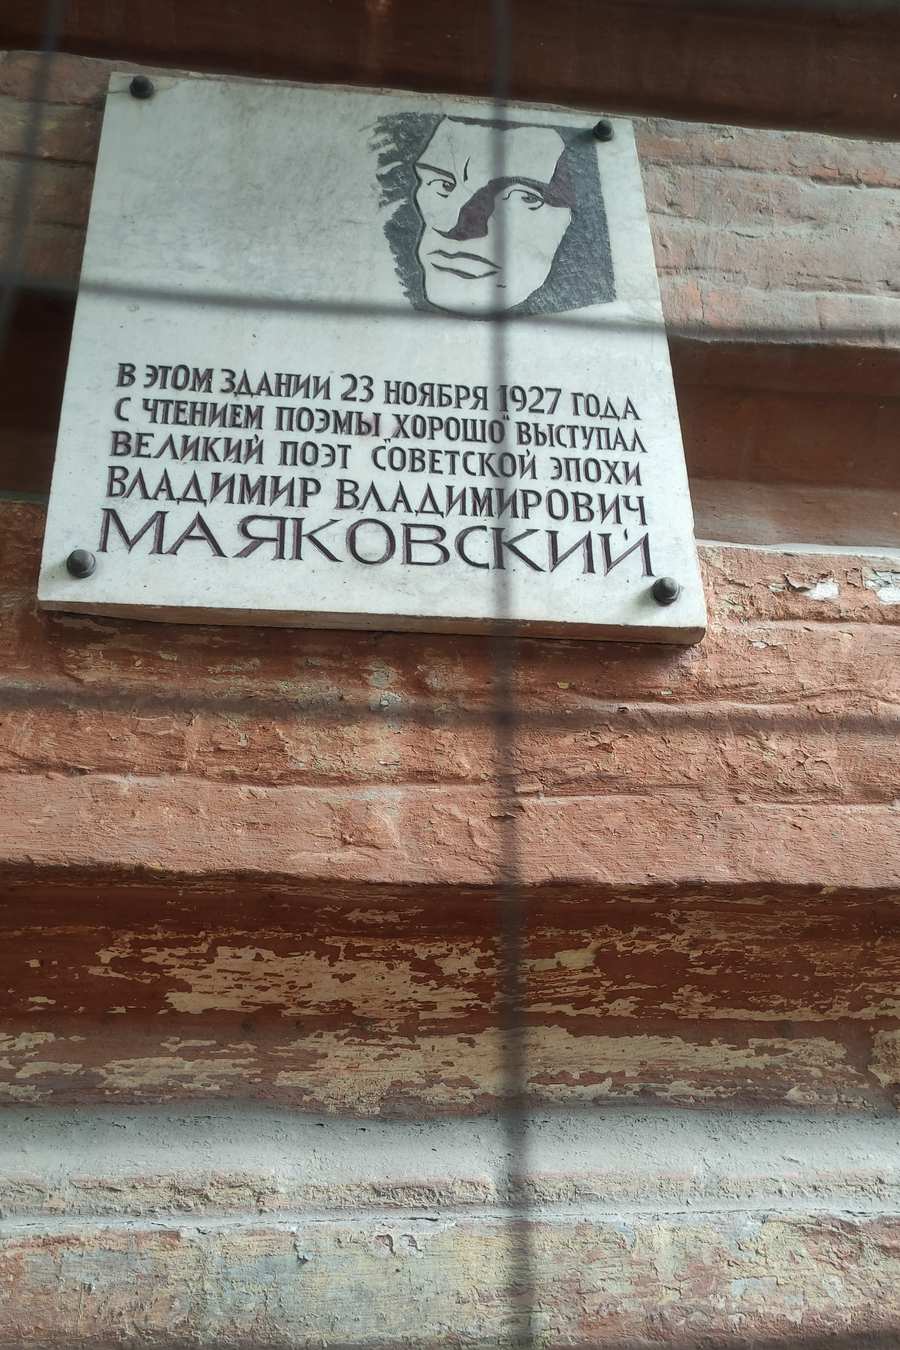 В ЭТОМ ЗДАНИИ 23 НОЯБРЯ 1927 ГОДА
С ЧТЕНИЕМ ПОЭМЫ „ХОРОШО" ВЫСТУПАЛ
ВЕЛИКИЙ ПОЭТ СОВЕТСКОЙ ЭПОХИ
ВЛАДИМИР ВЛАДИМИРОВИЧ
МАЯКОВСКИЙ